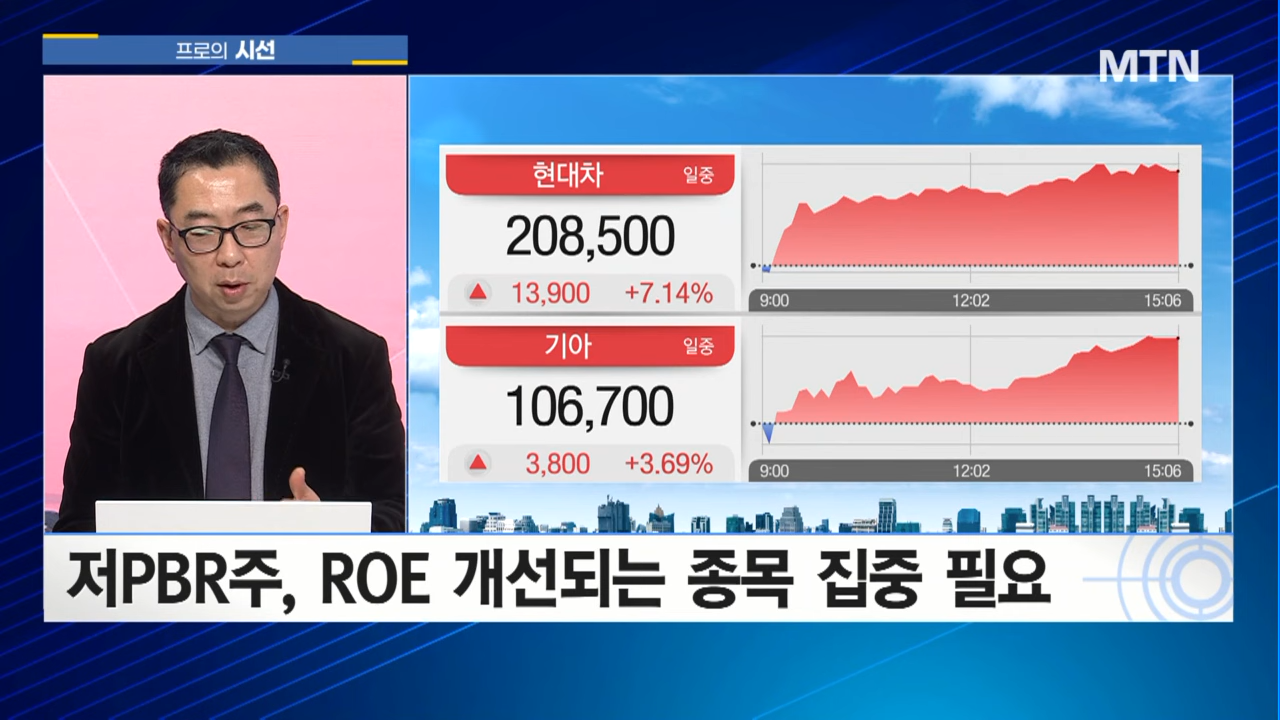 프로의 시선
MTN
현대차 일중
208,500
▲ 13,900 +7.14%
9:00 12:02 15:06
기아 일중
106,700
▲ 3,800 +3.69%
9:00 12:02 15:06
저PBR주, ROE 개선되는 종목 집중 필요